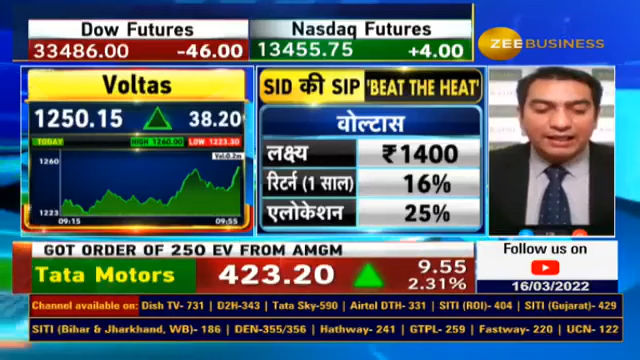 Dow Futures
33486.00 -46.00
Nasdaq Futures
13455.75 +4.00
ZEE BUSINESS
Voltas
1250.15 38.20
TODAY HIGH 1260.00 LOW 1223.30
Vol:0.2m
1260
1223
09:15 09:55
SID की SIP 'BEAT THE HEAT'
वोल्टास
लक्ष्य ₹1400
रिटर्न (1 साल) 16%
एलोकेशन 25%
GOT ORDER OF 250 EV FROM AMGM
Tata Motors 423.20 9.55
2.31%
Follow us on
16/03/2022
Channel available on: Dish TV- 731 | D2H-343 | Tata Sky-590 | Airtel DTH- 331 | SITI (ROI)- 404 | SITI (Gujarat)- 429
SITI (Bihar & Jharkhand, WB)- 186 | DEN-355/356 | Hathway- 241 | GTPL- 259 | Fastway- 220 | UCN- 122